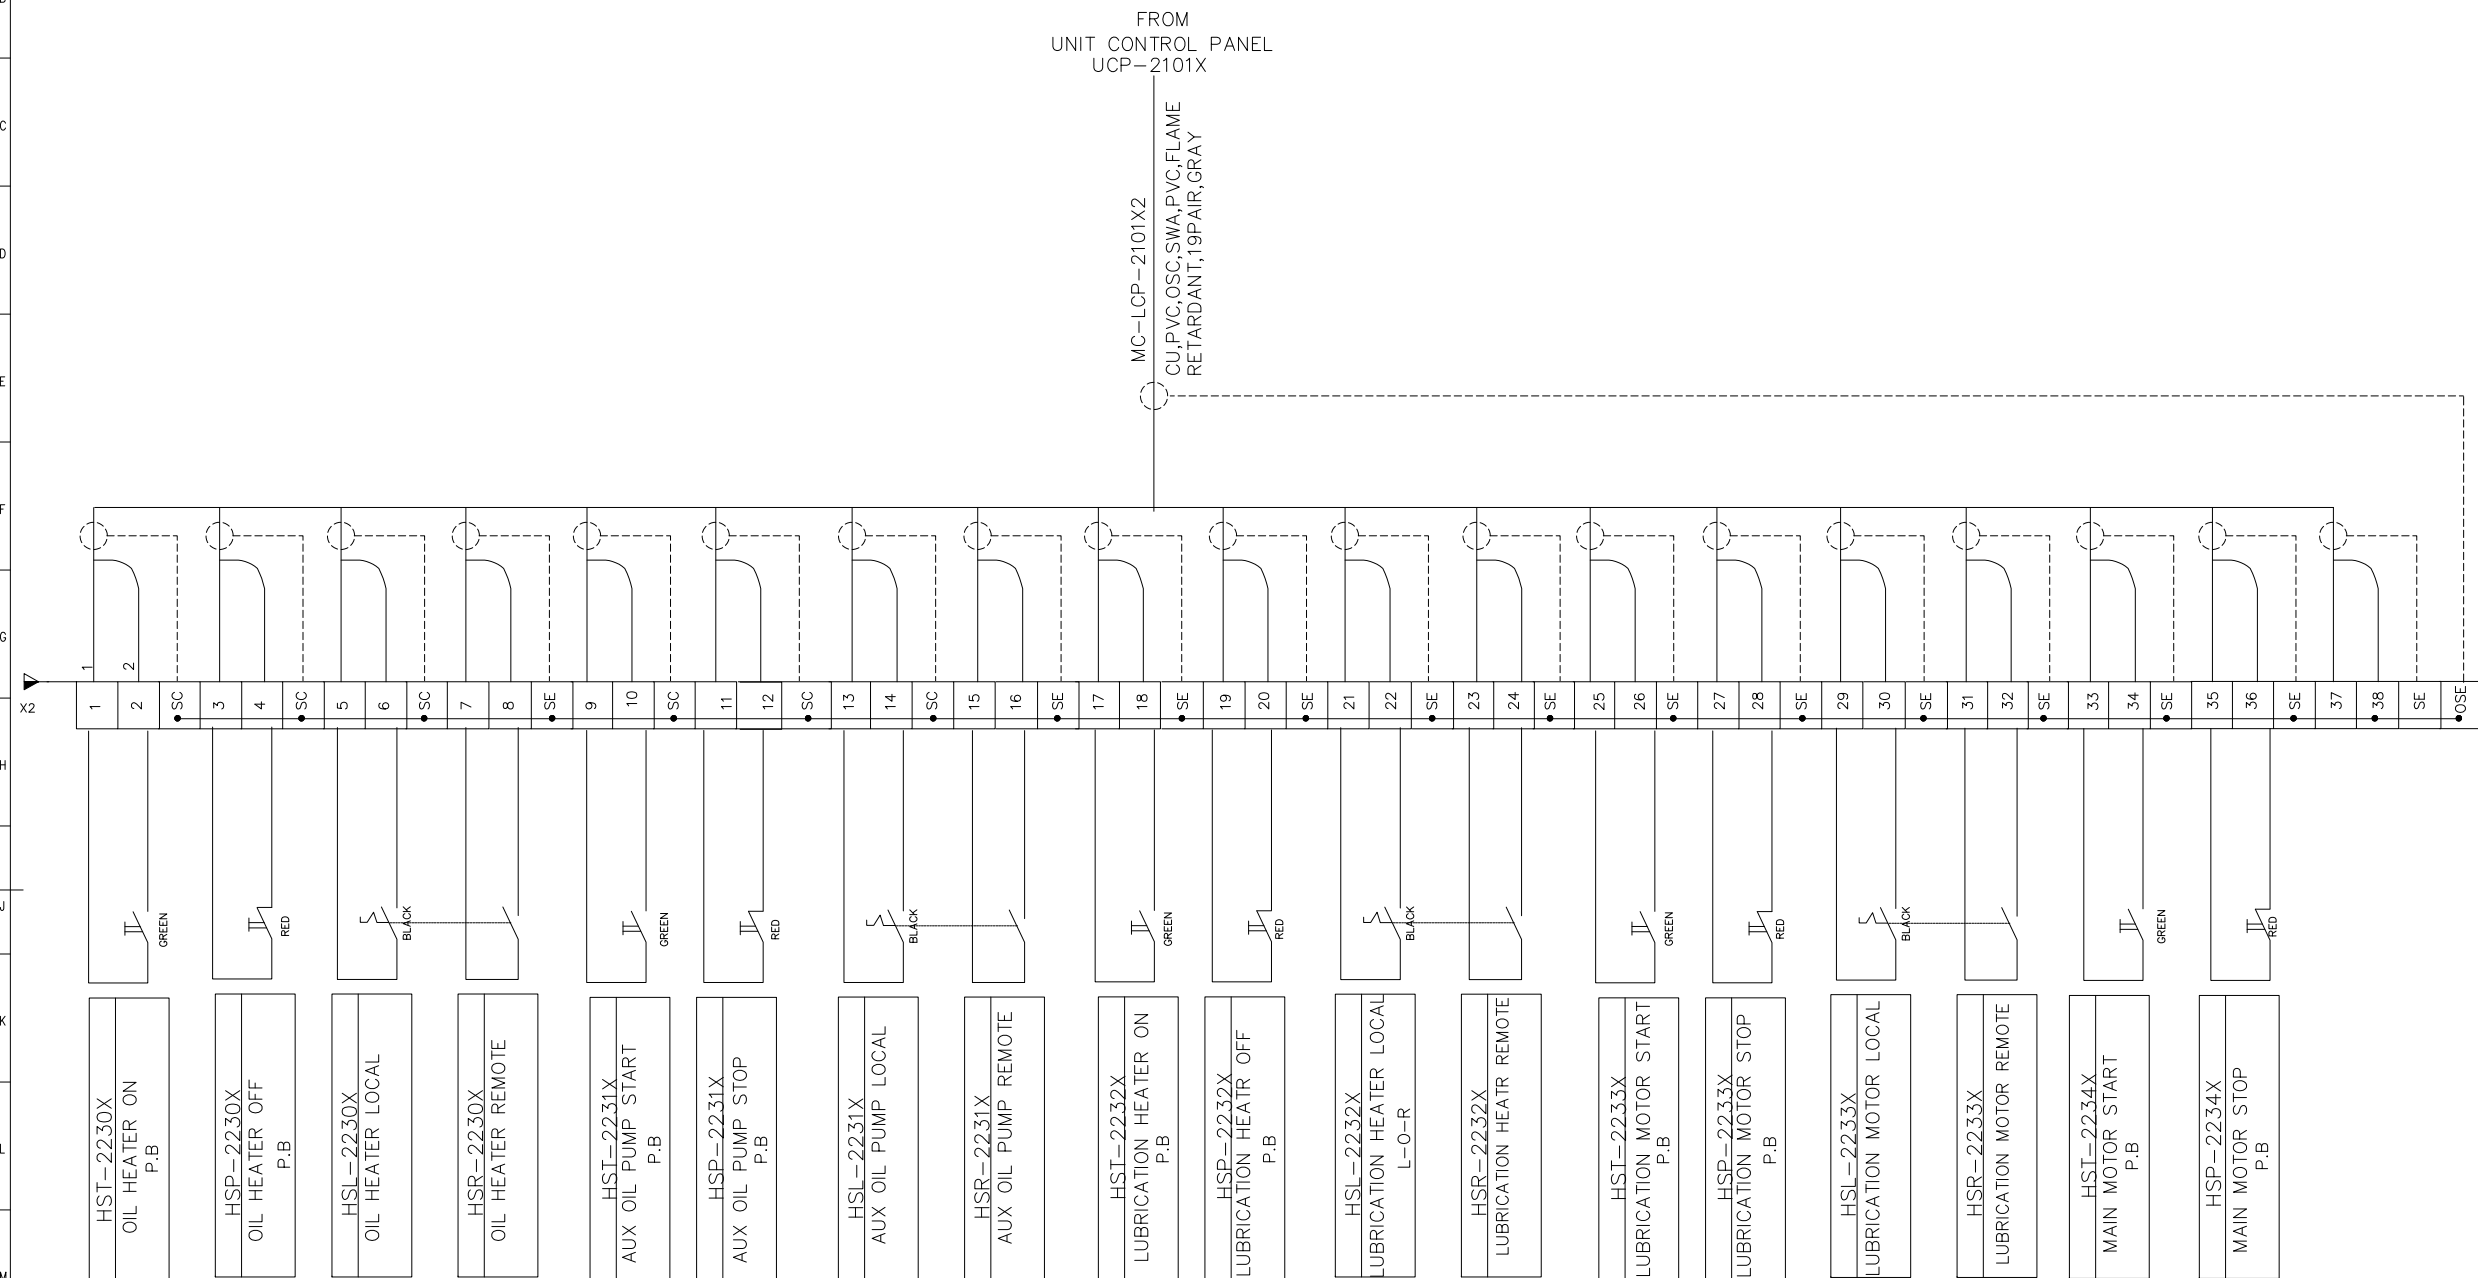 FROM
UNIT CONTROL PANEL
UCP-2101X
MC-LCP-2101X2
CU,PVC,OSC,SWA,PVC,FLAME
RETARDANT,19PAIR,GRAY
C
D
E
F
G
H
J
K
L
M
1
2
X2
1
2
SC
3
4
SC
5
6
SC
7
8
SE
9
10
SC
11
12
SC
13
14
SC
15
16
SE
17
18
SE
19
20
SE
21
22
SE
23
24
SE
25
26
SE
27
28
SE
29
30
SE
31
32
SE
33
34
SE
35
36
SE
37
38
SE
OSE
GREEN
RED
BLACK
GREEN
RED
BLACK
GREEN
RED
BLACK
GREEN
RED
BLACK
GREEN
RED
HST-2230X
OIL HEATER ON
P.B
HSP-2230X
OIL HEATER OFF
P.B
HSL-2230X
OIL HEATER LOCAL
HSR-2230X
OIL HEATER REMOTE
HST-2231X
AUX OIL PUMP START
P.B
HSP-2231X
AUX OIL PUMP STOP
P.B
HSL-2231X
AUX OIL PUMP LOCAL
HSR-2231X
AUX OIL PUMP REMOTE
HST-2232X
LUBRICATION HEATER ON
P.B
HSP-2232X
LUBRICATION HEATR OFF
P.B
HSL-2232X
LUBRICATION HEATER LOCAL
L-O-R
HSR-2232X
LUBRICATION HEATR REMOTE
HST-2233X
LUBRICATION MOTOR START
P.B
HSP-2233X
LUBRICATION MOTOR STOP
P.B
HSL-2233X
LUBRICATION MOTOR LOCAL
HSR-2233X
LUBRICATION MOTOR REMOTE
HST-2234X
MAIN MOTOR START
P.B
HSP-2234X
MAIN MOTOR STOP
P.B